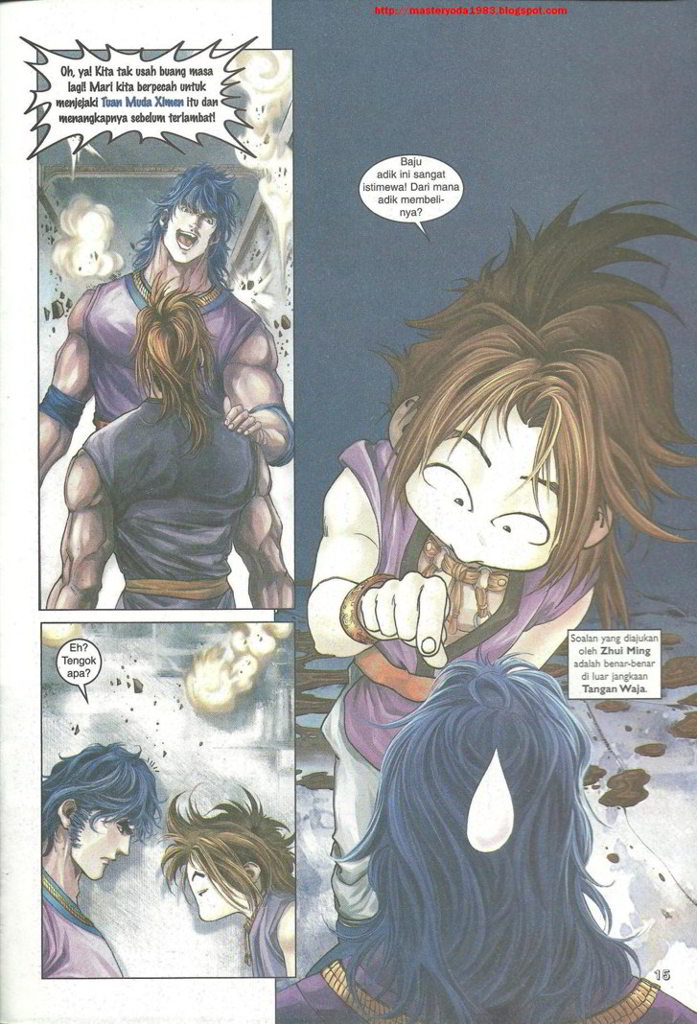 http://masteryoda1983.blogspot.com
Oh, ya! Kita tak usah buang masa
lagi! Mari kita berpecah untuk
menjejaki Tuan Muda Ximen itu dan
menangkapnya sebelum terlambat!
Baju
adik ini sangat
istimewa! Dari mana
adik membeli-
nya?
Eh?
Tengok
apa?
Soalan yang diajukan
oleh Zhui Ming
adalah benar-benar
di luar jangkaan
Tangan Waja.
15